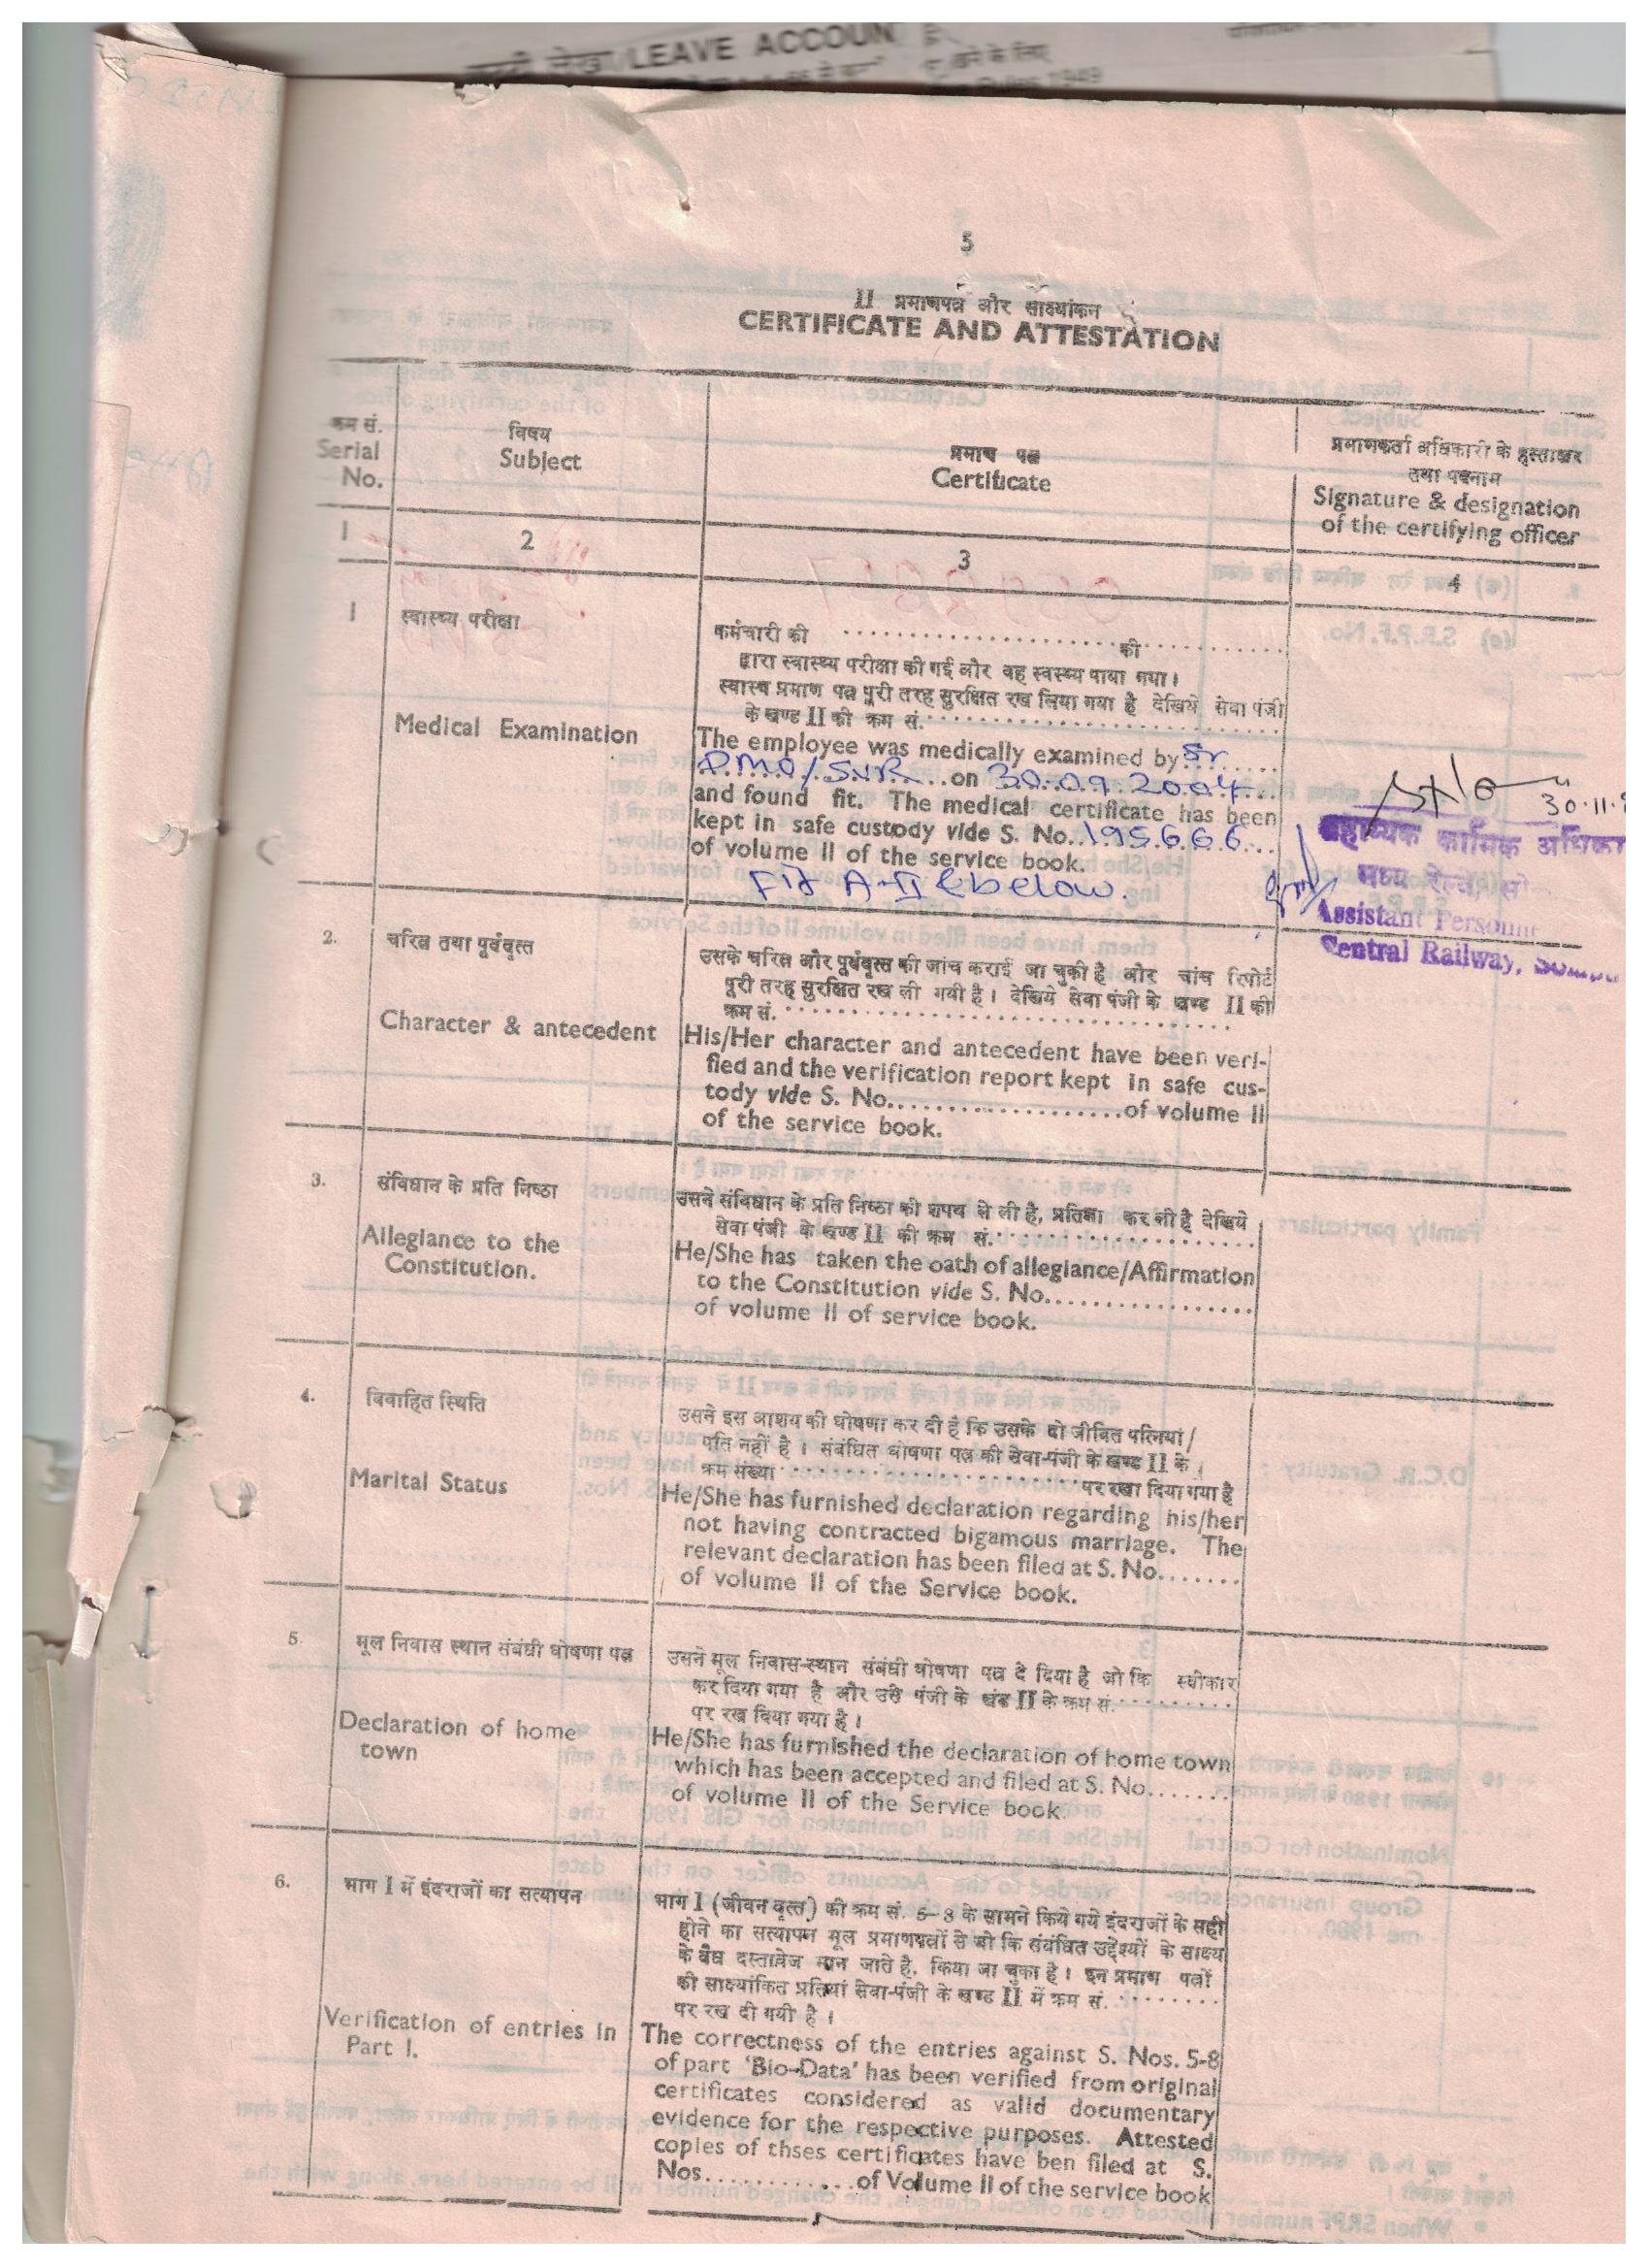 LEAVE ACCOUN
5
II प्रमाणपत्र और साक्ष्यांकन
CERTIFICATE AND ATTESTATION
क्रम सं.
Serial
No.
विषय
Subject
प्रमाण पत्र
Certificate
प्रमाणकर्ता अधिकारी के हस्ताक्षर
तथा पदनाम
Signature & designation
of the certifying officer
1
2
3
4
1
स्वास्थ्य परीक्षा
Medical Examination
कर्मचारी की .................... की ............
द्वारा स्वास्थ्य परीक्षा की गई और वह स्वस्थ्य पाया गया।
स्वास्थ प्रमाण पत्र पूरी तरह सुरक्षित रख लिया गया है देखिये सेवा पंजी
के खण्ड II की क्रम सं. ..............................
The employee was medically examined by Sr
D.M.O/SUR on 30.09.2004
and found fit. The medical certificate has been
kept in safe custody vide S. No. 195666
of volume II of the service book.
Fit A-II & below.
30.11.
मध्य रेल्वे, सो
Assistant Personne
Central Railway,
2.
चरित्र तथा पूर्ववृत्त
Character & antecedent
उसके चरित्र और पूर्ववृत्त की जांच कराई जा चुकी है और जांच रिपोर्ट
पूरी तरह सुरक्षित रख ली गयी है। देखिये सेवा पंजी के खण्ड II की
क्रम सं. ......................................
His/Her character and antecedent have been veri-
fied and the verification report kept in safe cus-
tody vide S. No.....................of volume II
of the service book.
3.
संविधान के प्रति निष्ठा
Allegiance to the
Constitution.
उसने संविधान के प्रति निष्ठा की शपथ ले ली है, प्रतिज्ञा कर ली है देखिये
सेवा पंजी के खण्ड II की क्रम सं. ......................
He/She has taken the oath of allegiance/Affirmation
to the Constitution vide S. No...................
of volume II of service book.
4.
विवाहित स्थिति
Marital Status
उसने इस आशय की घोषणा कर दी है कि उसके दो जीवित पत्नियां/
पति नहीं है। संबंधित घोषणा पत्र की सेवा-पंजी के खण्ड II के
क्रम संख्या .............................. पर रखा दिया गया है
He/She has furnished declaration regarding his/her
not having contracted bigamous marriage. The
relevant declaration has been filed at S. No.......
of volume II of the Service book.
5.
मूल निवास स्थान संबंधी घोषणा पत्र
Declaration of home
town
उसने मूल निवास-स्थान संबंधी घोषणा पत्र दे दिया है जो कि स्वीकार
कर दिया गया है और उसे पंजी के खंड II के क्रम सं. ..........
पर रख दिया गया है।
He/She has furnished the declaration of home town
which has been accepted and filed at S. No.......
of volume II of the Service book.
6.
भाग I में इंदराजों का सत्यापन
Verification of entries in
Part I.
भाग I (जीवन वृत्त) की क्रम सं. 5-8 के सामने किये गये इंदराजों के सही
होने का सत्यापन मूल प्रमाणपत्रों से जो कि संबंधित उद्देश्यों के साक्ष्य
के वैध दस्तावेज मान जाते है, किया जा चुका है। इन प्रमाण पत्रों
की साक्ष्यांकित प्रतियां सेवा-पंजी के खण्ड II में क्रम सं. .........
पर रख दी गयी है।
The correctness of the entries against S. Nos. 5-8
of part 'Bio-Data' has been verified from original
certificates considered as valid documentary
evidence for the respective purposes. Attested
copies of thses certificates have ben filed at S.
Nos.............of Volume II of the service book